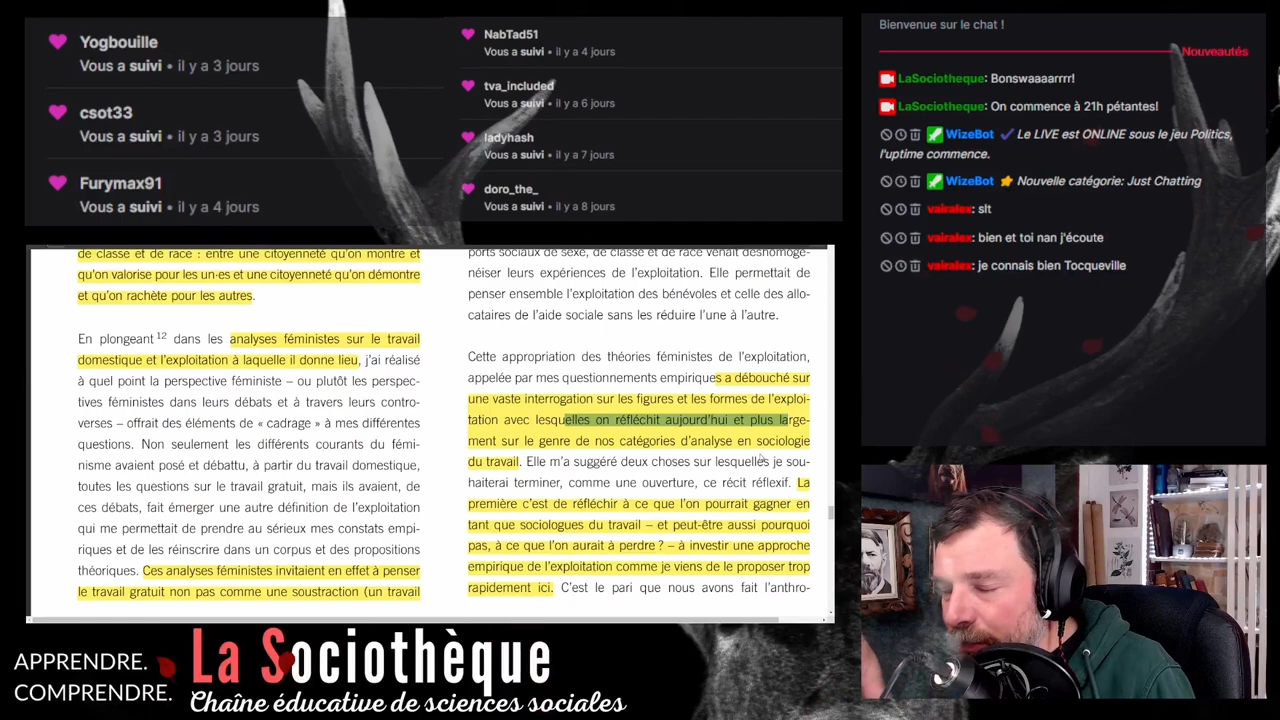 Yogbouille
Vous a suivi • il y a 3 jours
csot33
Vous a suivi • il y a 3 jours
Furymax91
Vous a suivi • il y a 4 jours
NabTad51
Vous a suivi • il y a 4 jours
tva_included
Vous a suivi • il y a 6 jours
ladyhash
Vous a suivi • il y a 7 jours
doro_the_
Vous a suivi • il y a 8 jours
Bienvenue sur le chat !
Nouveautés
LaSociotheque: Bonswaaaarrrr!
LaSociotheque: On commence à 21h pétantes!
WizeBot Le LIVE est ONLINE sous le jeu Politics,
l'uptime commence.
WizeBot Nouvelle catégorie: Just Chatting
vairalex: slt
vairalex: bien et toi nan j'écoute
vairalex: je connais bien Tocqueville
de classe et de race : entre une citoyenneté qu'on montre et
qu'on valorise pour les un·es et une citoyenneté qu'on démontre
et qu'on rachète pour les autres.
En plongeant 12 dans les analyses féministes sur le travail
domestique et l'exploitation à laquelle il donne lieu, j'ai réalisé
à quel point la perspective féministe – ou plutôt les perspec-
tives féministes dans leurs débats et à travers leurs contro-
verses – offrait des éléments de « cadrage » à mes différentes
questions. Non seulement les différents courants du fémi-
nisme avaient posé et débattu, à partir du travail domestique,
toutes les questions sur le travail gratuit, mais ils avaient, de
ces débats, fait émerger une autre définition de l'exploitation
qui me permettait de prendre au sérieux mes constats empi-
riques et de les réinscrire dans un corpus et des propositions
théoriques. Ces analyses féministes invitaient en effet à penser
le travail gratuit non pas comme une soustraction (un travail
ports sociaux de sexe, de classe et de race venait déshomogé-
néiser leurs expériences de l'exploitation. Elle permettait de
penser ensemble l'exploitation des bénévoles et celle des allo-
cataires de l'aide sociale sans les réduire l'une à l'autre.
Cette appropriation des théories féministes de l'exploitation,
appelée par mes questionnements empiriques a débouché sur
une vaste interrogation sur les figures et les formes de l'exploi-
tation avec lesquelles on réfléchit aujourd'hui et plus large-
ment sur le genre de nos catégories d'analyse en sociologie
du travail. Elle m'a suggéré deux choses sur lesquelles je sou-
haiterai terminer, comme une ouverture, ce récit réflexif. La
première c'est de réfléchir à ce que l'on pourrait gagner en
tant que sociologues du travail – et peut-être aussi pourquoi
pas, à ce que l'on aurait à perdre ? – à investir une approche
empirique de l'exploitation comme je viens de le proposer trop
rapidement ici. C'est le pari que nous avons fait l'anthro-
APPRENDRE.
COMPRENDRE.
La Sociothèque
Chaîne éducative de sciences sociales